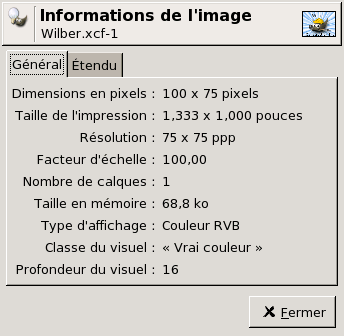 Informations de l'image
Wilber.xcf-1
Général Étendu
Dimensions en pixels : 100 x 75 pixels
Taille de l'impression : 1,333 x 1,000 pouces
Résolution : 75 x 75 ppp
Facteur d'échelle : 100,00
Nombre de calques : 1
Taille en mémoire : 68,8 ko
Type d'affichage : Couleur RVB
Classe du visuel : « Vrai couleur »
Profondeur du visuel : 16
Fermer